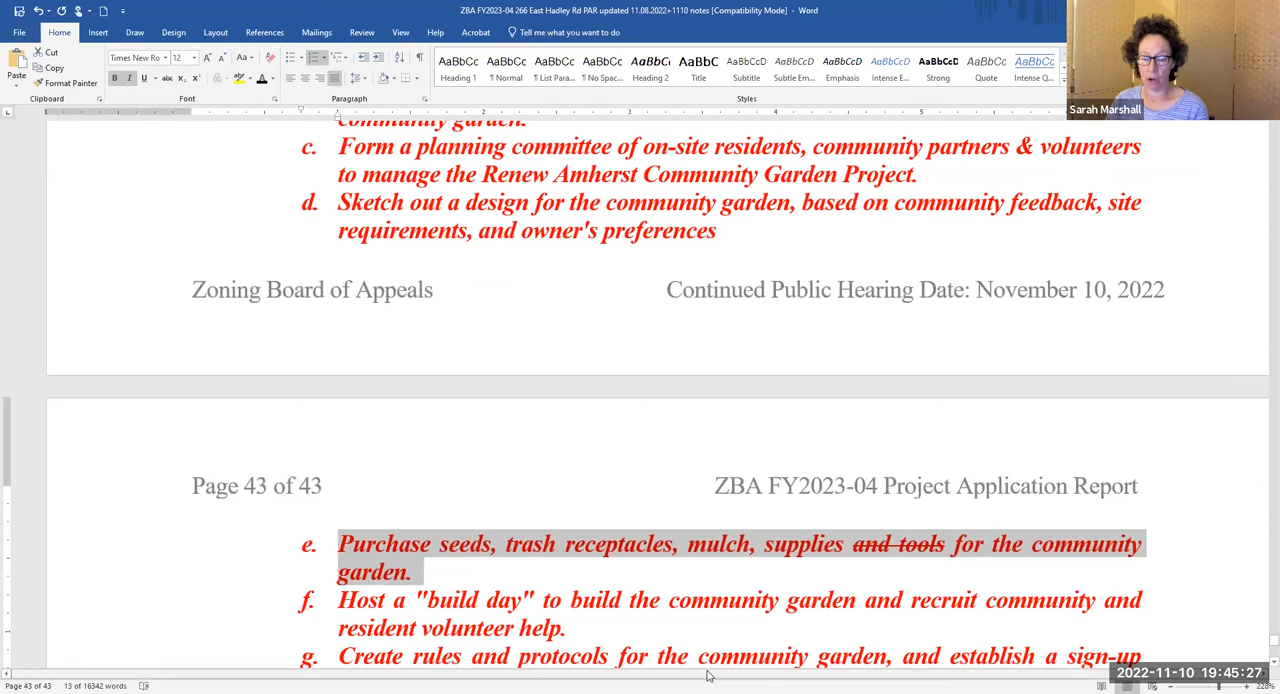 ZBA FY2023-04 266 East Hadley Rd PAR updated 11.08.2022+1110 notes [Compatibility Mode] - Word
File Home Insert Draw Design Layout References Mailings Review View Help Acrobat Tell me what you want to do
Paste
Cut
Copy
Format Painter
Times New Ro 12
Heading 1 ¶ Normal ¶ List Para... ¶ No Spac... Heading 2 Title Subtitle Subtle Em... Emphasis Intense E... Strong Quote Intense Q...
Clipboard Font Paragraph Styles
Sarah Marshall
community garden.
c. Form a planning committee of on-site residents, community partners & volunteers
to manage the Renew Amherst Community Garden Project.
d. Sketch out a design for the community garden, based on community feedback, site
requirements, and owner's preferences
Zoning Board of Appeals Continued Public Hearing Date: November 10, 2022
Page 43 of 43 ZBA FY2023-04 Project Application Report
e. Purchase seeds, trash receptacles, mulch, supplies and tools for the community
garden.
f. Host a "build day" to build the community garden and recruit community and
resident volunteer help.
g. Create rules and protocols for the community garden, and establish a sign-up
2022-11-10 19:45:27
Page 43 of 43 13 of 16342 words 228%